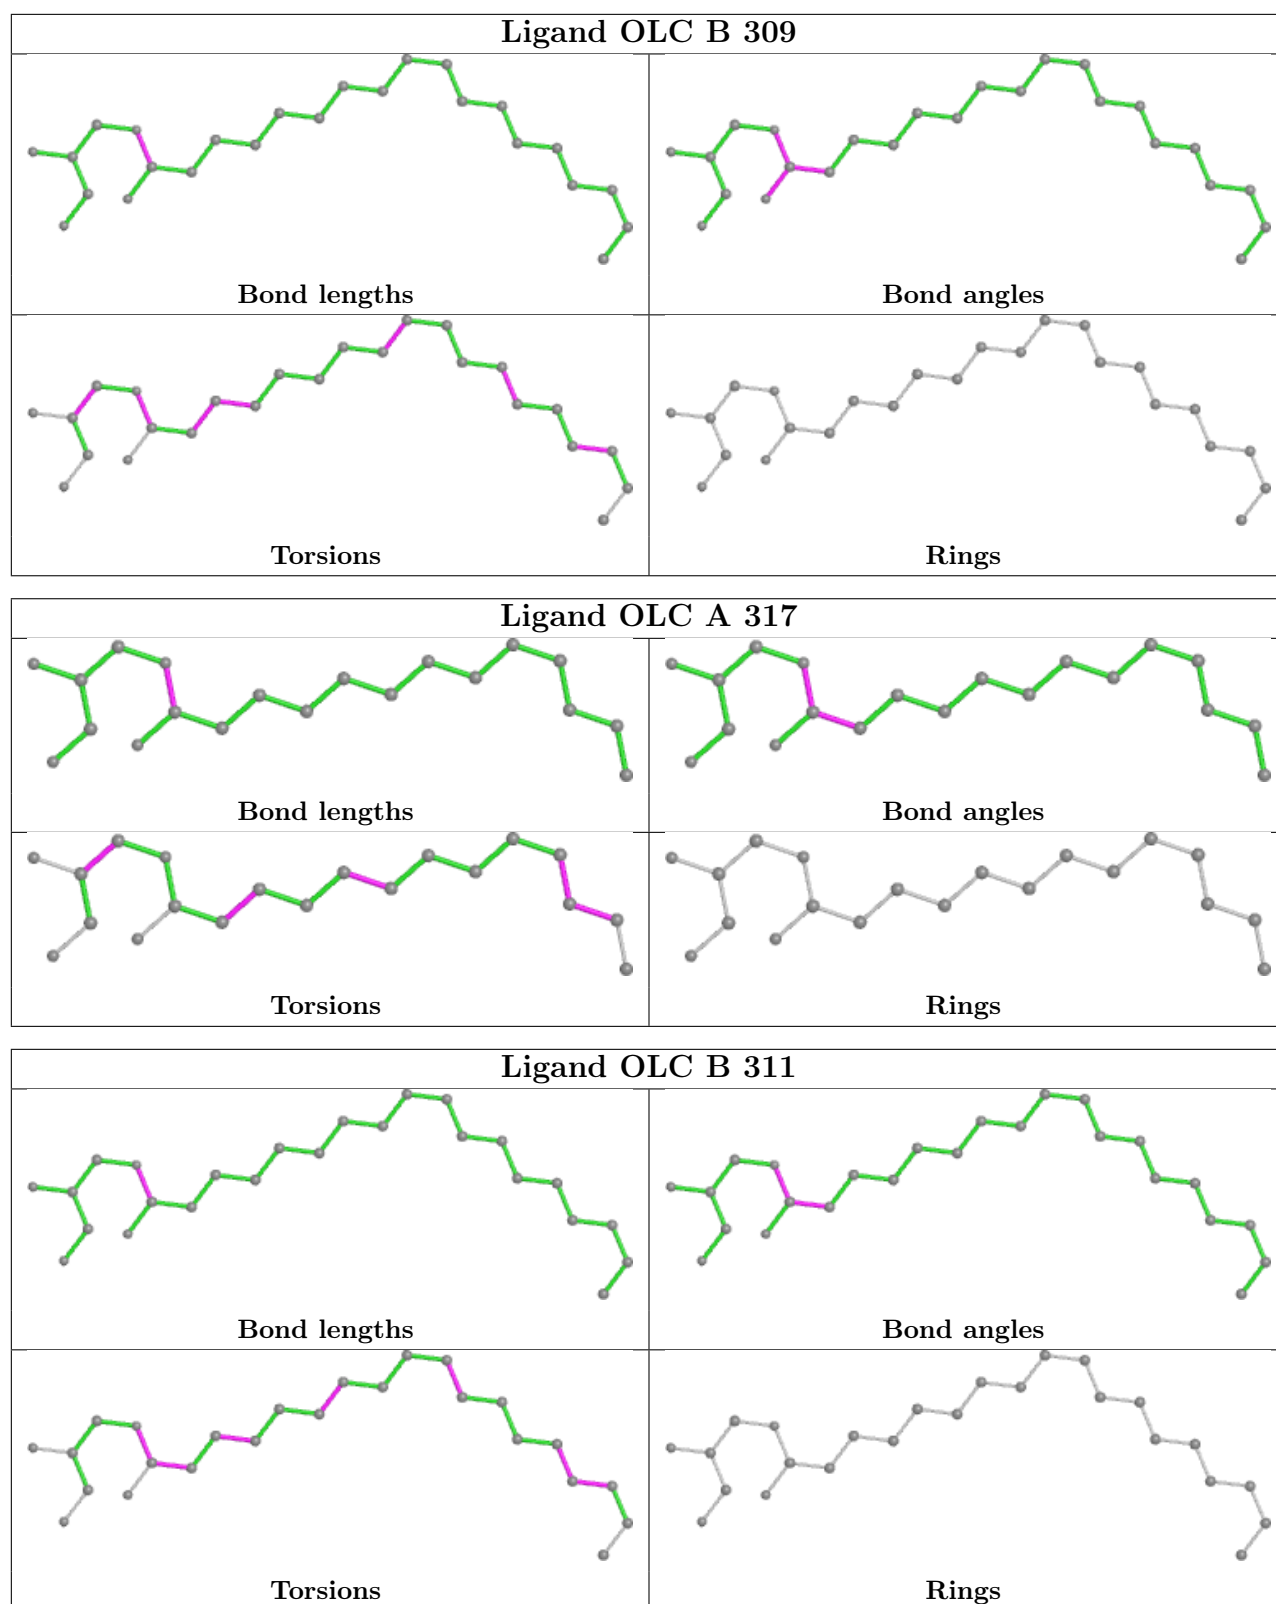 Ligand OLC B 309
Bond lengths
Bond angles
Torsions
Rings
Ligand OLC A 317
Bond lengths
Bond angles
Torsions
Rings
Ligand OLC B 311
Bond lengths
Bond angles
Torsions
Rings